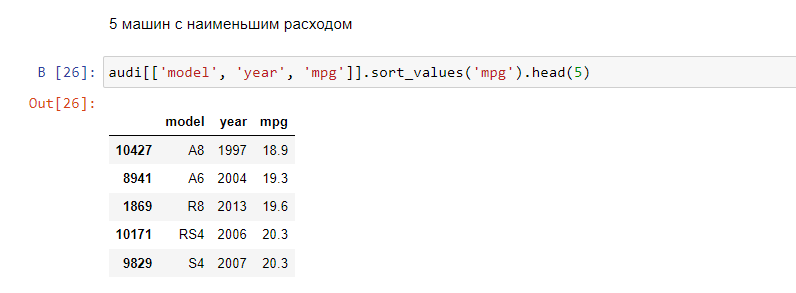 5 машин с наименьшим расходом
В [26]: audi[['model', 'year', 'mpg']].sort_values('mpg').head(5)
Out[26]:
model year mpg
10427 A8 1997 18.9
8941 A6 2004 19.3
1869 R8 2013 19.6
10171 RS4 2006 20.3
9829 S4 2007 20.3